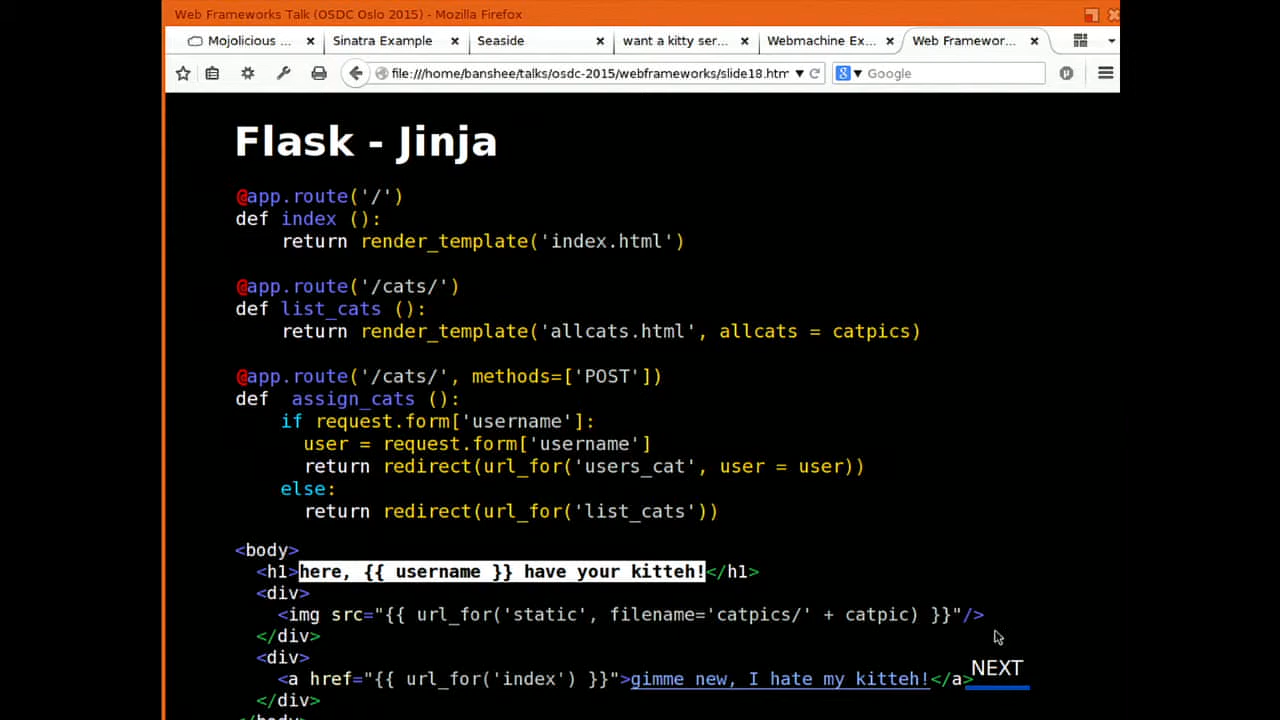 Web Frameworks Talk (OSDC Oslo 2015) - Mozilla Firefox
Mojolicious ... Sinatra Example Seaside want a kitty ser... Webmachine Ex... Web Framewor...
file:///home/banshee/talks/osdc-2015/webframeworks/slide18.htm Google
Flask - Jinja
@app.route('/')
def index ():
return render_template('index.html')
@app.route('/cats/')
def list_cats ():
return render_template('allcats.html', allcats = catpics)
@app.route('/cats/', methods=['POST'])
def  assign_cats ():
if request.form['username']:
user = request.form['username']
return redirect(url_for('users_cat', user = user))
else:
return redirect(url_for('list_cats'))
<body>
<h1>here, {{ username }} have your kitteh!</h1>
<div>
<img src="{{ url_for('static', filename='catpics/' + catpic) }}"/>
</div>
<div>
<a href="{{ url_for('index') }}">gimme new, I hate my kitteh!</a>
NEXT
</div>
</body>